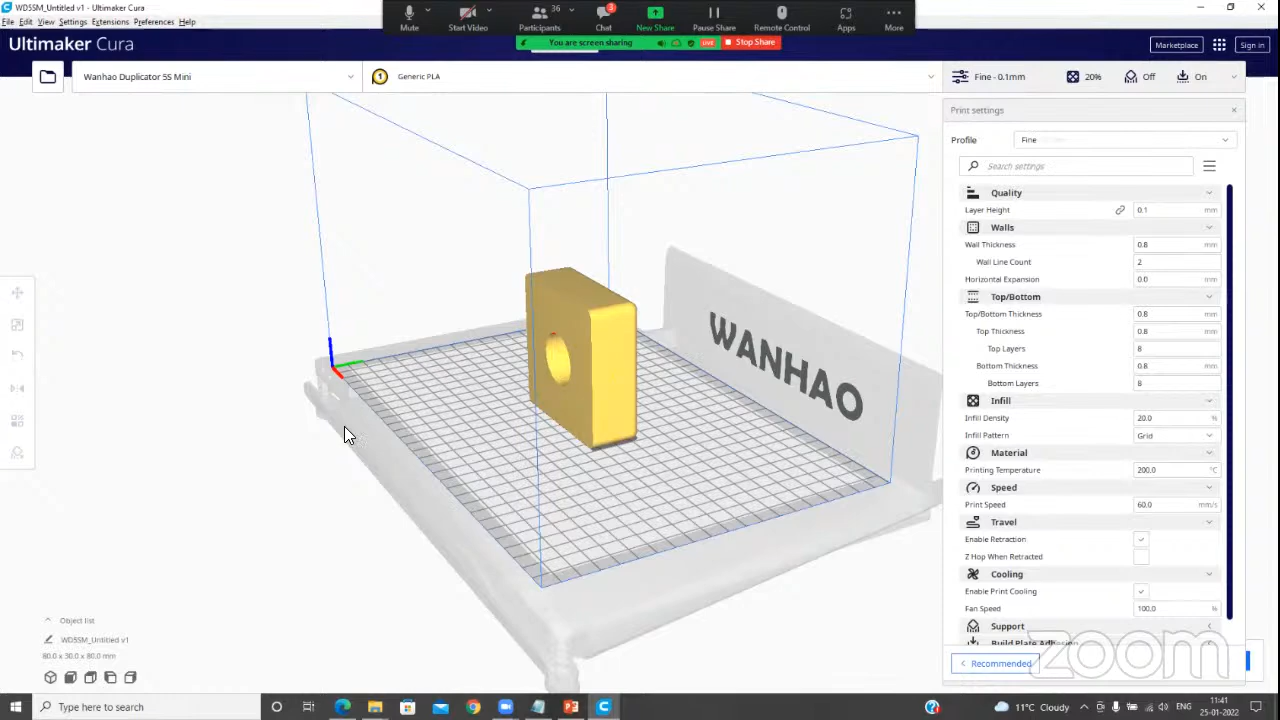 WD5SM_Untitled v1 - Ultimaker Cura
File Edit View Settings Extensions Preferences Help
Mute
Start Video
36
Participants
3
Chat
New Share
Pause Share
Remote Control
Apps
More
You are screen sharing
LIVE
Stop Share
Ultimaker Cura
Marketplace
Sign in
Wanhao Duplicator 5S Mini
1
Generic PLA
Fine - 0.1mm
20%
Off
On
Print settings
Profile Fine
Search settings
Quality
Layer Height 0.1 mm
Walls
Wall Thickness 0.8 mm
Wall Line Count 2
Horizontal Expansion 0.0 mm
Top/Bottom
Top/Bottom Thickness 0.8 mm
Top Thickness 0.8 mm
Top Layers 8
Bottom Thickness 0.8 mm
Bottom Layers 8
Infill
Infill Density 20.0 %
Infill Pattern Grid
Material
Printing Temperature 200.0 °C
Speed
Print Speed 60.0 mm/s
Travel
Enable Retraction
Z Hop When Retracted
Cooling
Enable Print Cooling
Fan Speed 100.0 %
Support
Build Plate Adhesion
Recommended
zoom
WANHAO
Object list
WD5SM_Untitled v1
80.0 x 30.0 x 80.0 mm
Type here to search
11°C Cloudy
ENG
11:41
25-01-2022